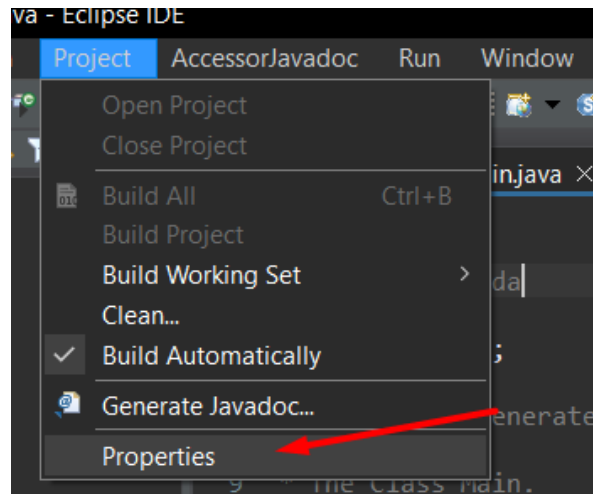 va - Eclipse IDE
Project AccessorJavadoc Run Window
Open Project
Close Project
in.java ×
Build All Ctrl+B
Build Project
Build Working Set >
da
Clean...
Build Automatically
;
Generate Javadoc...
enerate
Properties
9 * The Class Main.